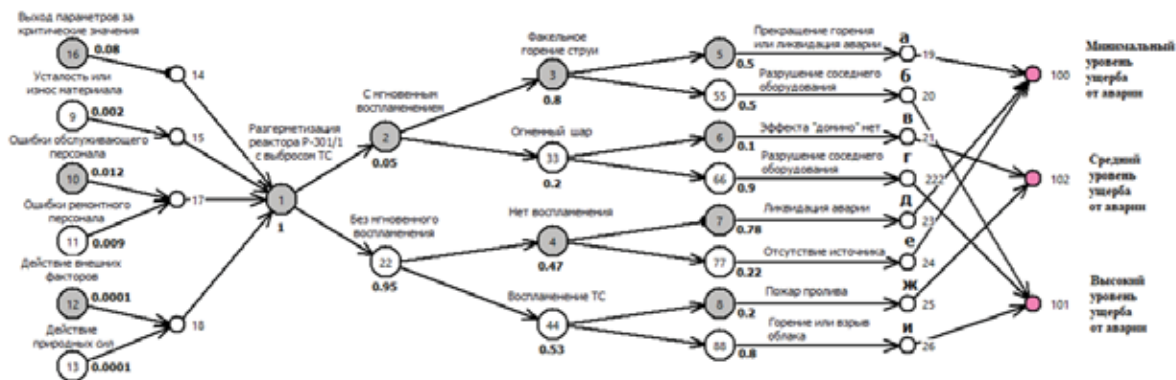 Выход параметров за
критические значения
16
0.08
14
Усталость или
износ материала
9
0.002
15
Ошибки обслуживающего
персонала
10
0.012
17
Ошибки ремонтного
персонала
11
0.009
Действие внешних
факторов
12
0.0001
18
Действие
природных сил
13
0.0001
Разгерметизация
реактора Р-301/1
с выбросом ТС
1
1
С мгновенным
воспламенением
2
0.05
Без мгновенного
воспламенения
22
0.95
Факельное
горение струи
3
0.8
Огненный шар
33
0.2
Нет воспламенения
4
0.47
Воспламенение ТС
44
0.53
Прекращение горения
или ликвидация аварии
5
0.5
Разрушение соседнего
оборудования
55
0.5
Эффекта "домино" нет
6
0.1
Разрушение соседнего
оборудования
66
0.9
Ликвидация аварии
7
0.78
Отсутствие источника
77
0.22
Пожар пролива
8
0.2
Горение или взрыв
облака
88
0.8
а
19
б
20
в
21
г
222
д
23
е
24
ж
25
и
26
100
Минимальный
уровень
ущерба
от аварии
102
Средний
уровень
ущерба
от аварии
101
Высокий
уровень
ущерба
от аварии